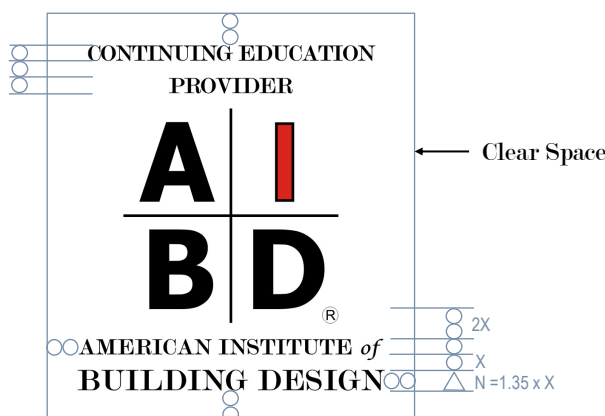 CONTINUING EDUCATION
PROVIDER
A I
Clear Space
B D
®
2X
AMERICAN INSTITUTE of
X
BUILDING DESIGN
N =1.35 x X